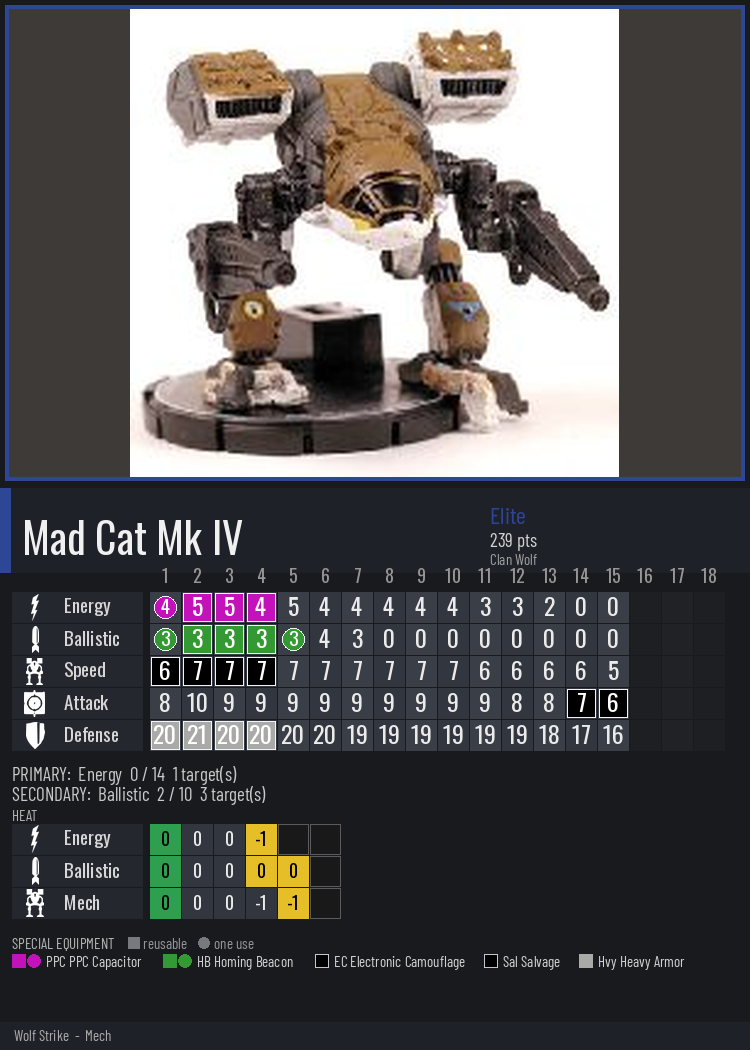 Mad Cat Mk IV
Elite
239 pts
Clan Wolf
1 2 3 4 5 6 7 8 9 10 11 12 13 14 15 16 17 18
Energy 4 5 5 4 5 4 4 4 4 4 3 3 2 0 0
Ballistic 3 3 3 3 3 4 3 0 0 0 0 0 0 0 0
Speed 6 7 7 7 7 7 7 7 7 7 6 6 6 6 5
Attack 8 10 9 9 9 9 9 9 9 9 9 8 8 7 6
Defense 20 21 20 20 20 20 19 19 19 19 19 19 18 17 16
PRIMARY: Energy 0 / 14 1 target(s)
SECONDARY: Ballistic 2 / 10 3 target(s)
HEAT
Energy 0 0 0 -1
Ballistic 0 0 0 0 0
Mech 0 0 0 -1 -1
SPECIAL EQUIPMENT reusable one use
PPC PPC Capacitor HB Homing Beacon EC Electronic Camouflage Sal Salvage Hvy Heavy Armor
Wolf Strike - Mech